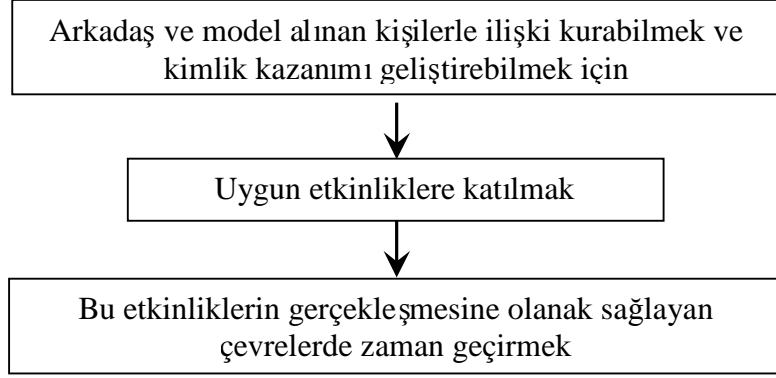 Arkadaş ve model alınan kişilerle ilişki kurabilmek ve
kimlik kazanımı geliştirebilmek için
Uygun etkinliklere katılmak
Bu etkinliklerin gerçekleşmesine olanak sağlayan
çevrelerde zaman geçirmek